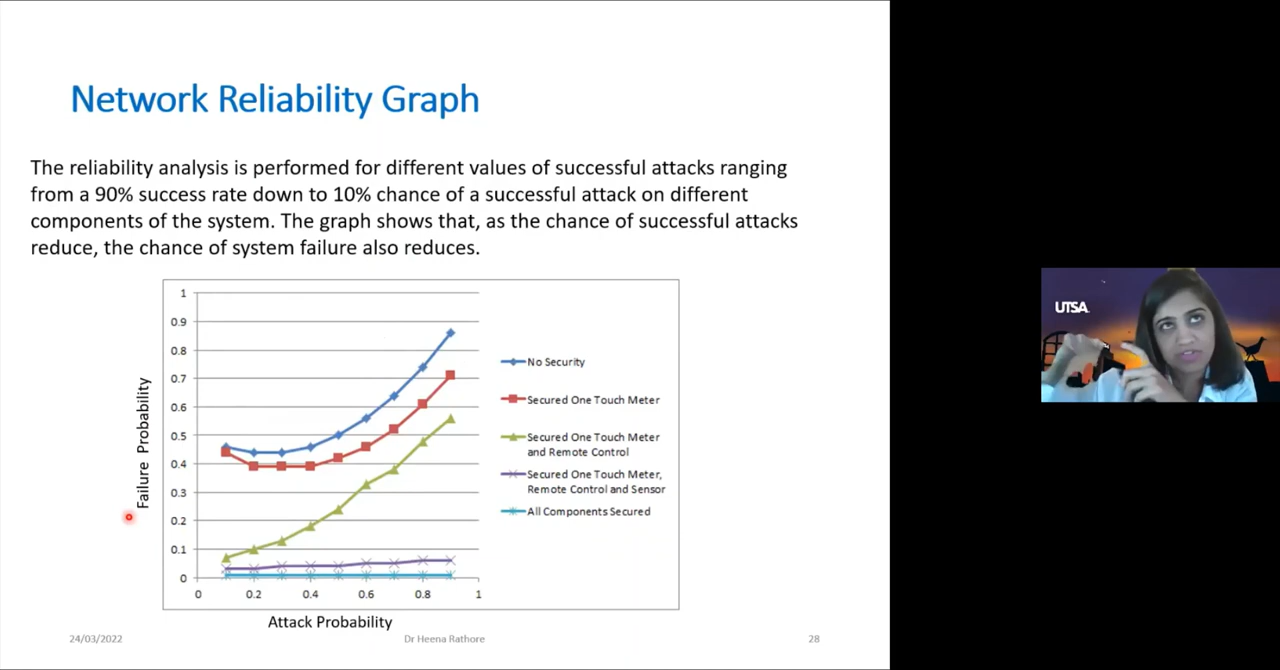 Network Reliability Graph
The reliability analysis is performed for different values of successful attacks ranging
from a 90% success rate down to 10% chance of a successful attack on different
components of the system. The graph shows that, as the chance of successful attacks
reduce, the chance of system failure also reduces.
1
0.9
0.8
0.7
0.6
0.5
0.4
0.3
0.2
0.1
0
Failure Probability
0 0.2 0.4 0.6 0.8 1
Attack Probability
No Security
Secured One Touch Meter
Secured One Touch Meter
and Remote Control
Secured One Touch Meter,
Remote Control and Sensor
All Components Secured
24/03/2022 Dr Heena Rathore 28
UTSA